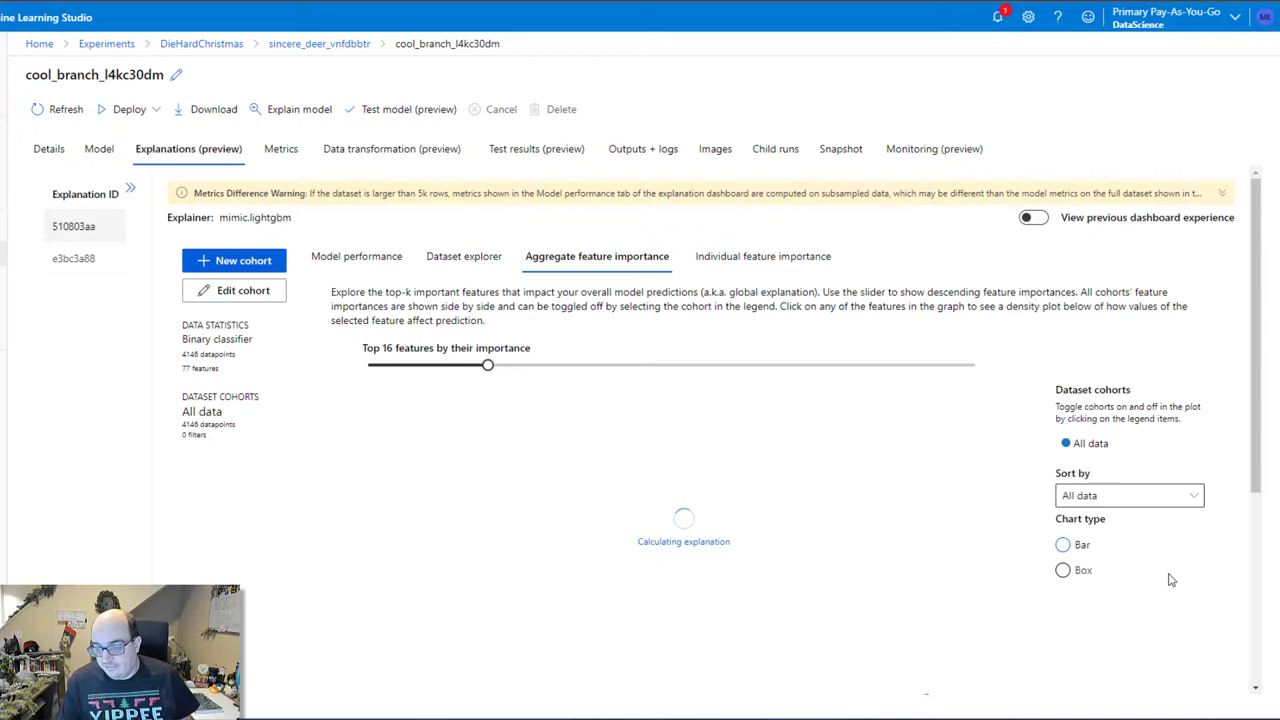 ine Learning Studio
1
Primary Pay-As-You-Go
DataScience
ME
Home > Experiments > DieHardChristmas > sincere_deer_vnfdbbtr > cool_branch_l4kc30dm
cool_branch_l4kc30dm
Refresh Deploy Download Explain model Test model (preview) Cancel Delete
Details Model Explanations (preview) Metrics Data transformation (preview) Test results (preview) Outputs + logs Images Child runs Snapshot Monitoring (preview)
Explanation ID
510803aa
e3bc3a88
Metrics Difference Warning: If the dataset is larger than 5k rows, metrics shown in the Model performance tab of the explanation dashboard are computed on subsampled data, which may be different than the model metrics on the full dataset shown in t...
Explainer: mimic.lightgbm
View previous dashboard experience
New cohort
Edit cohort
DATA STATISTICS
Binary classifier
4146 datapoints
77 features
DATASET COHORTS
All data
4146 datapoints
0 filters
Model performance Dataset explorer Aggregate feature importance Individual feature importance
Explore the top-k important features that impact your overall model predictions (a.k.a. global explanation). Use the slider to show descending feature importances. All cohorts' feature
importances are shown side by side and can be toggled off by selecting the cohort in the legend. Click on any of the features in the graph to see a density plot below of how values of the
selected feature affect prediction.
Top 16 features by their importance
Calculating explanation
Dataset cohorts
Toggle cohorts on and off in the plot
by clicking on the legend items.
All data
Sort by
All data
Chart type
Bar
Box
YIPPEE